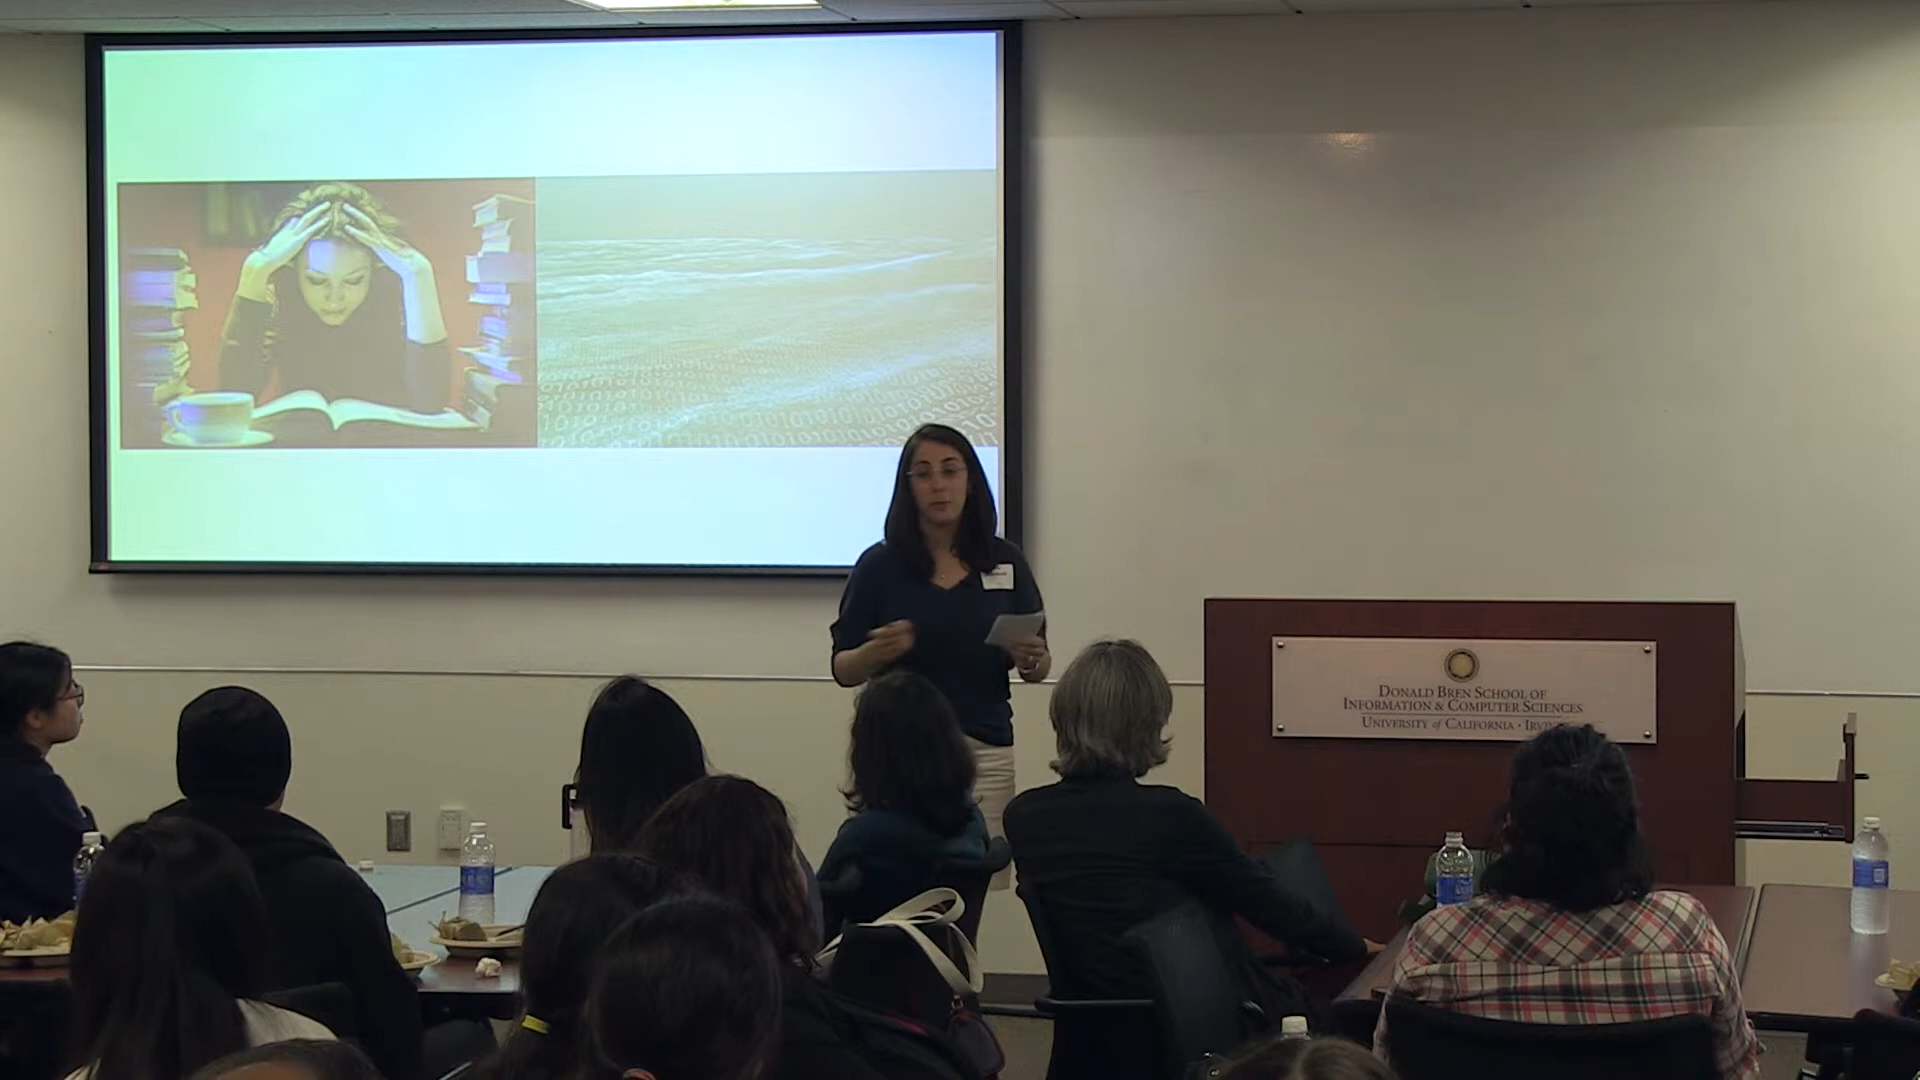 DONALD BREN SCHOOL OF
INFORMATION & COMPUTER SCIENCES
UNIVERSITY of CALIFORNIA • IRVINE